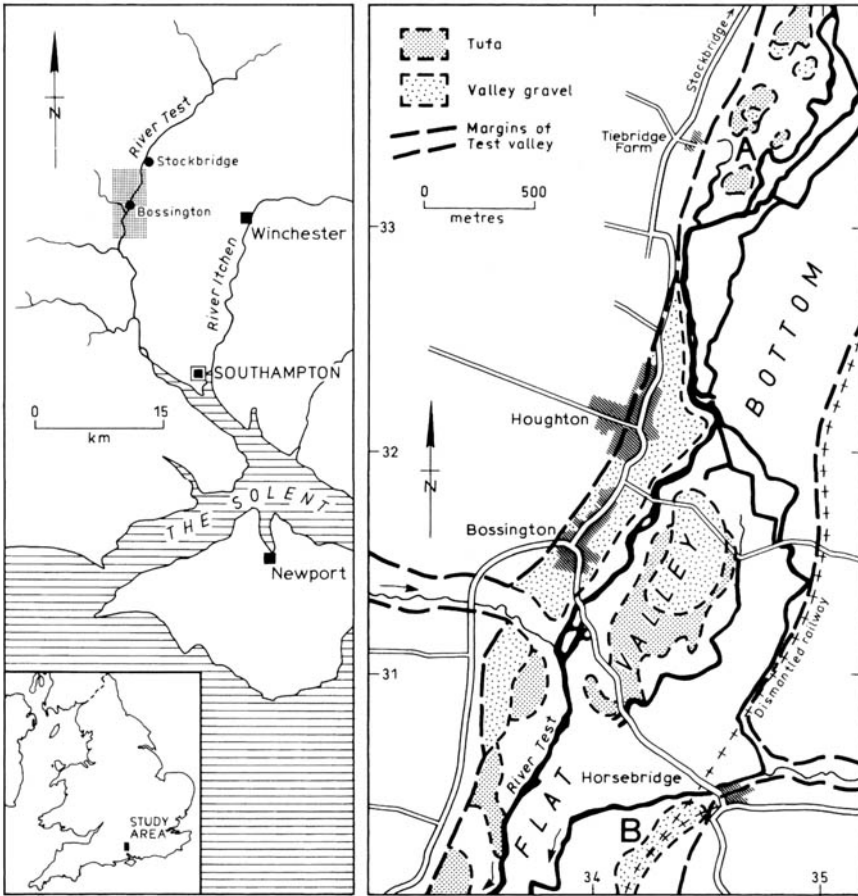 N
River Test
Stockbridge
Bossington
Winchester
River Itchen
SOUTHAMPTON
0 15
km
THE SOLENT
Newport
STUDY
AREA
Tufa
Valley gravel
Margins of
Test valley
0 500
metres
Stockbridge
Tiebridge
Farm
A
33
BOTTOM
Houghton
32
N
Bossington
VALLEY
31
Dismantled railway
River Test
Horsebridge
FLAT
B
34 35